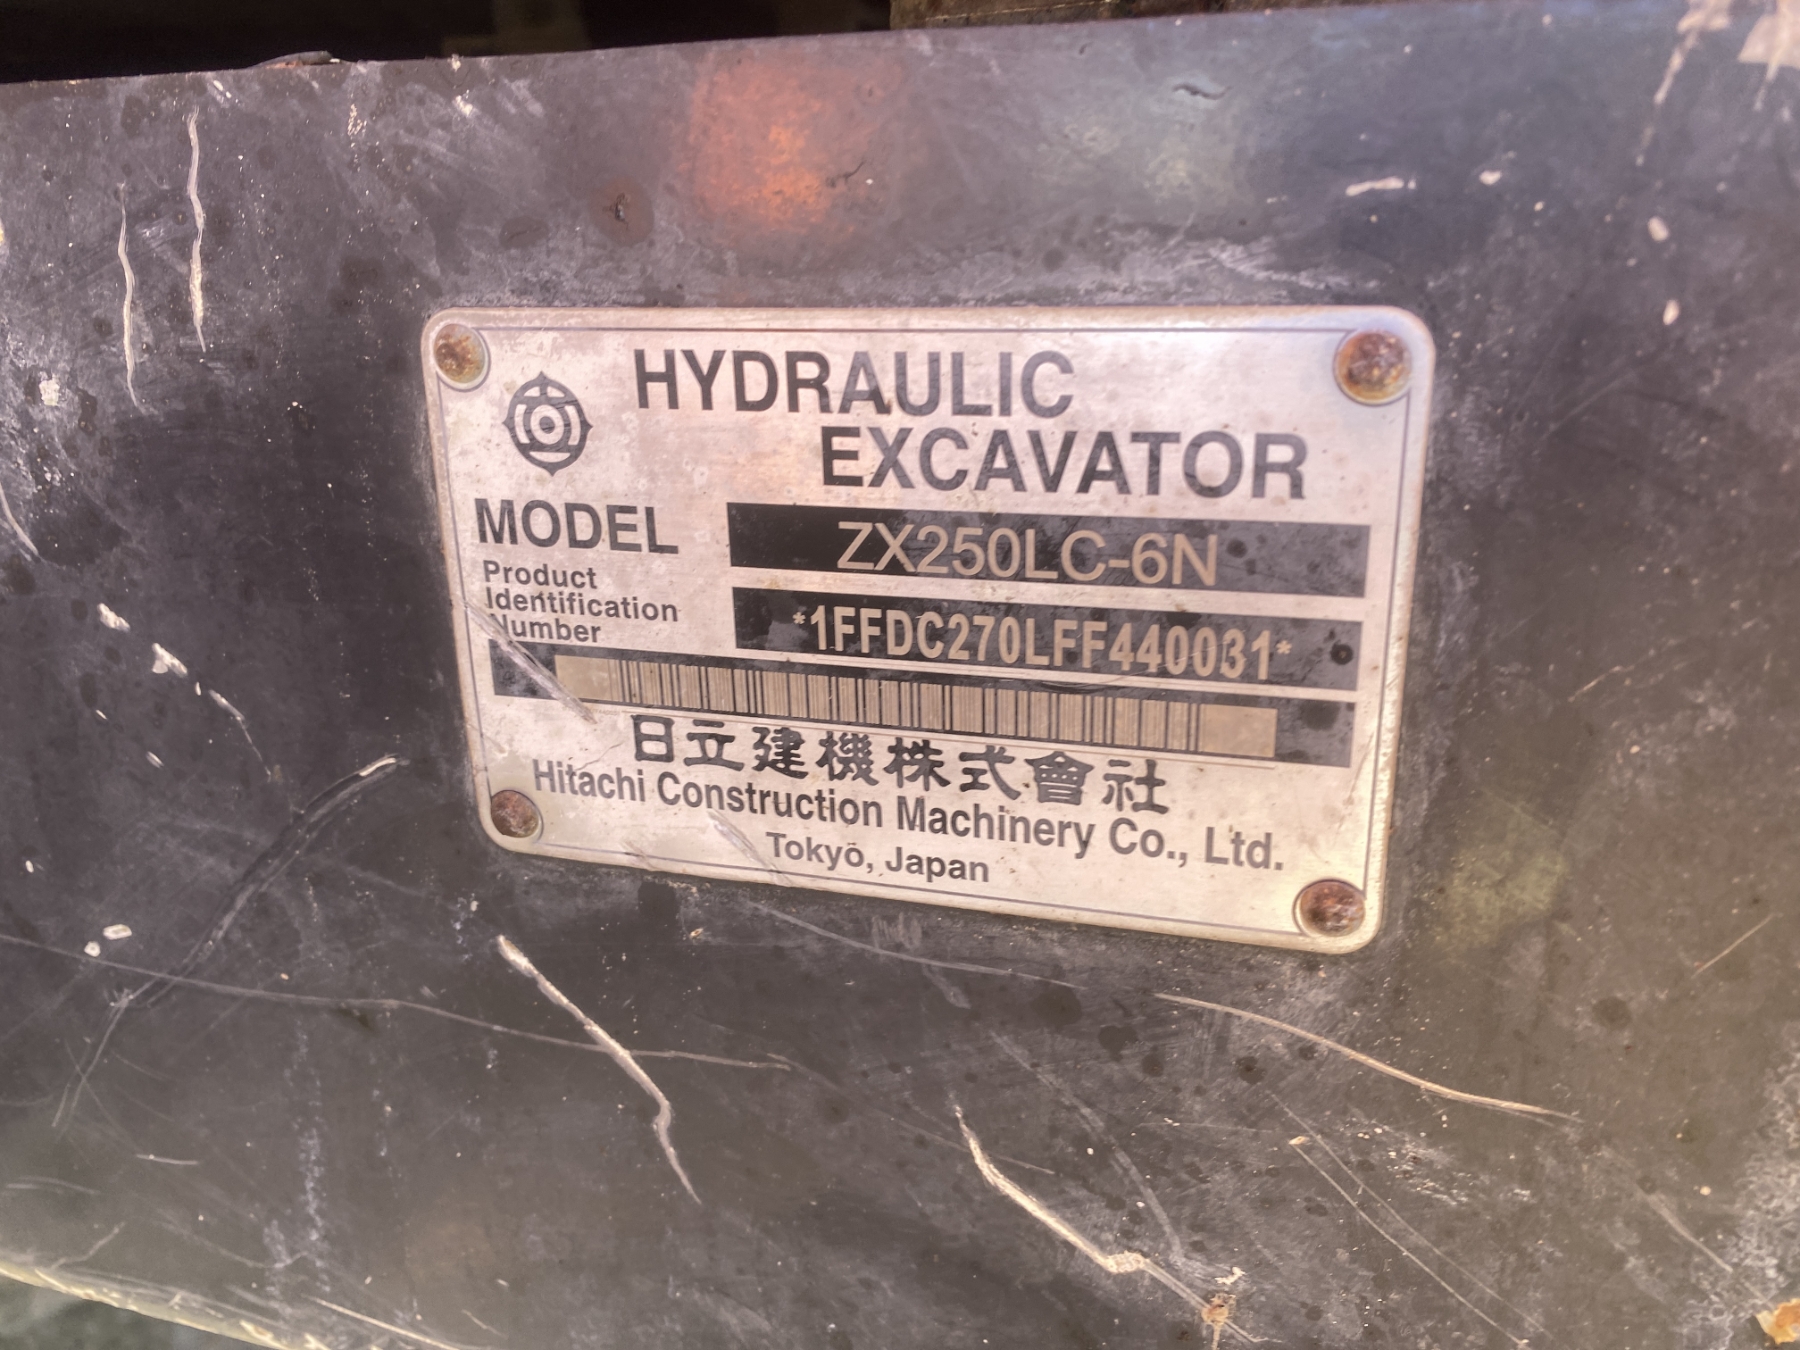 HYDRAULIC
EXCAVATOR
MODEL ZX250LC-6N
Product
Identification
Number
*1FFDC270LFF440031*
日立建機株式會社
Hitachi Construction Machinery Co., Ltd.
Tokyō, Japan